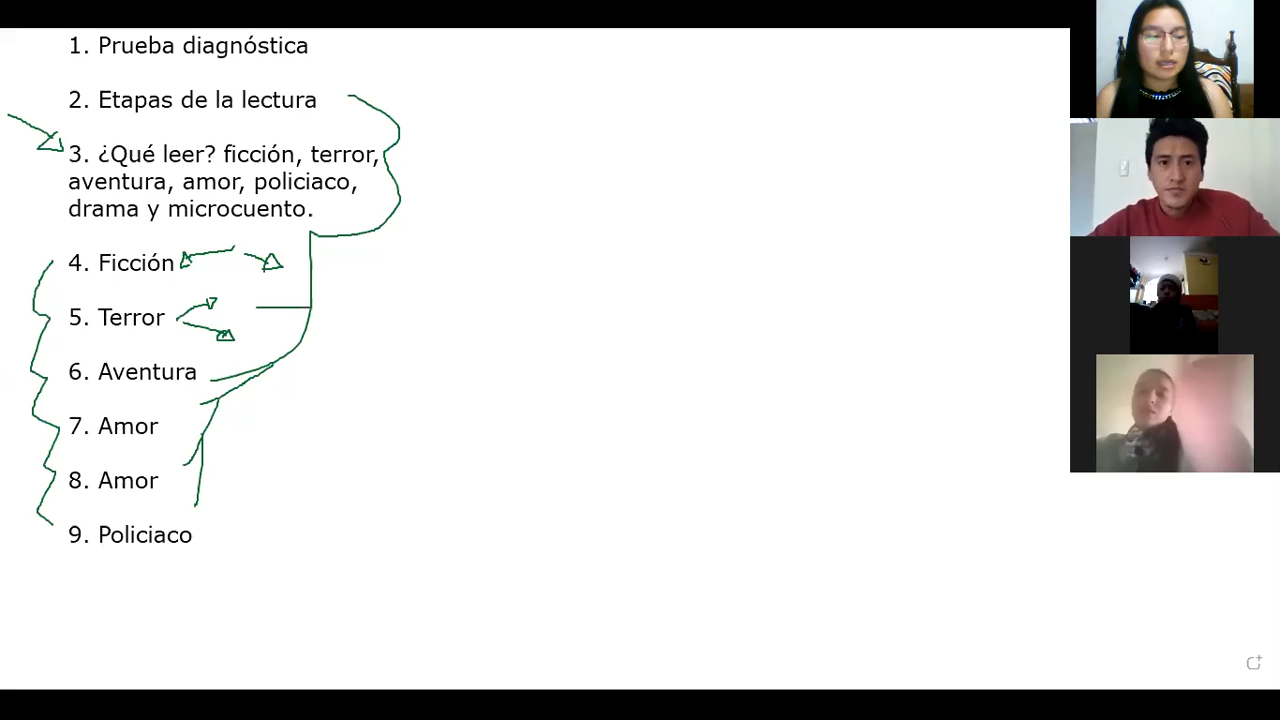 1. Prueba diagnóstica
2. Etapas de la lectura
3. ¿Qué leer? ficción, terror,
aventura, amor, policiaco,
drama y microcuento.
4. Ficción
5. Terror
6. Aventura
7. Amor
8. Amor
9. Policiaco